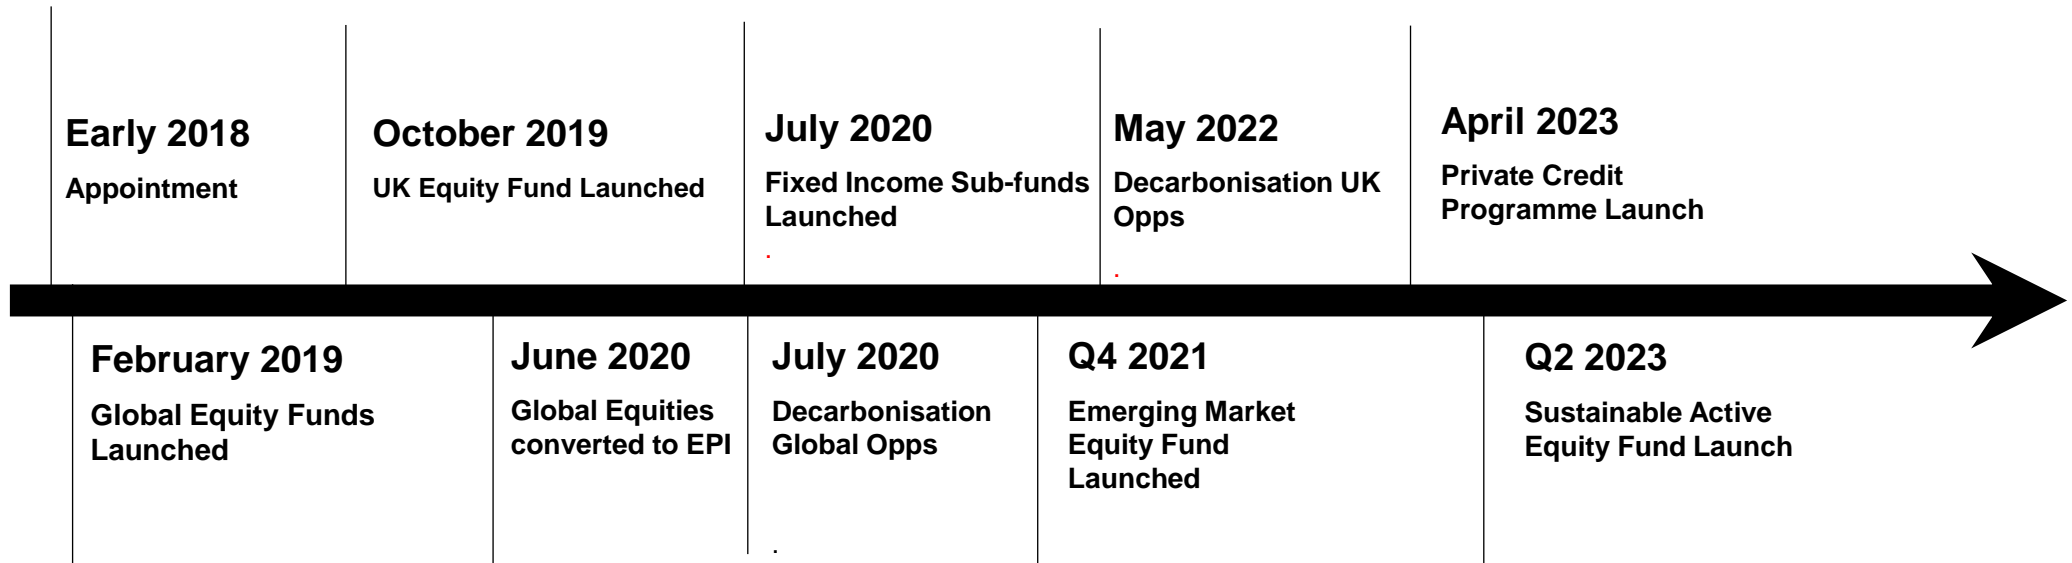 Early 2018
Appointment
October 2019
UK Equity Fund Launched
July 2020
Fixed Income Sub-funds
Launched
.
May 2022
Decarbonisation UK
Opps
.
April 2023
Private Credit
Programme Launch
February 2019
Global Equity Funds
Launched
June 2020
Global Equities
converted to EPI
July 2020
Decarbonisation
Global Opps
.
Q4 2021
Emerging Market
Equity Fund
Launched
Q2 2023
Sustainable Active
Equity Fund Launch